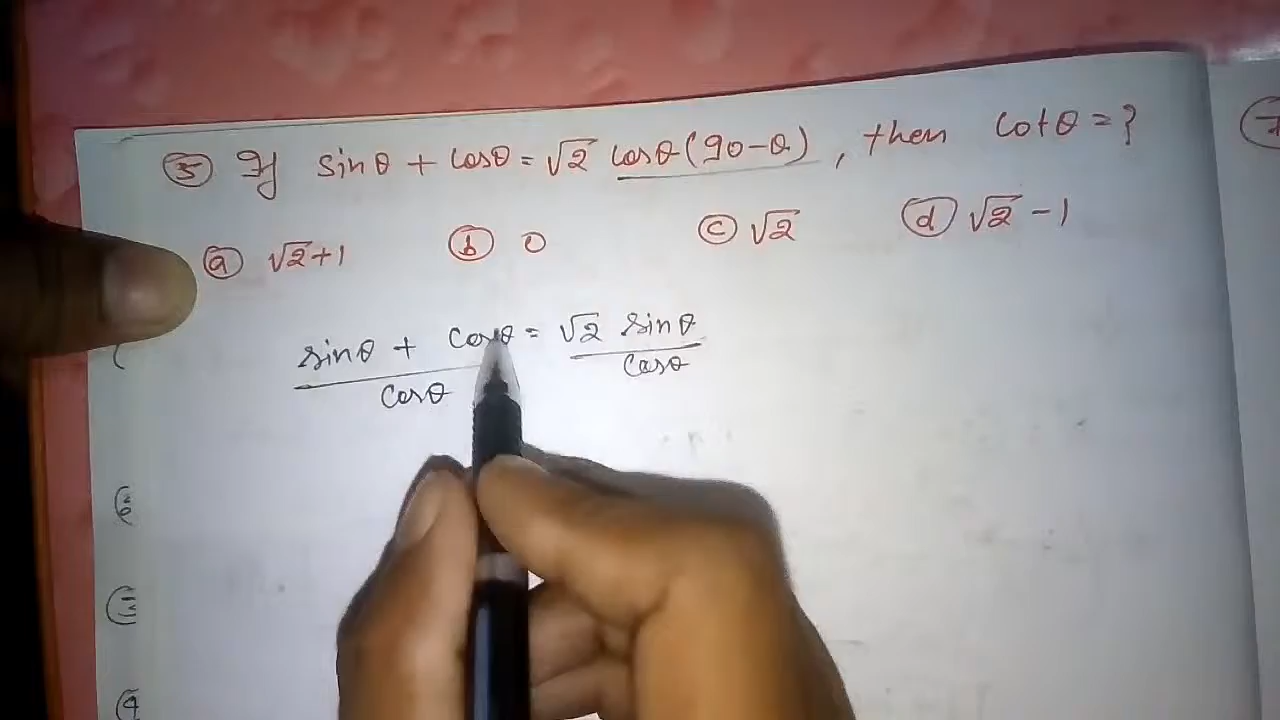 ⑤ If sinθ + cosθ = √2 cosθ(90-θ), then cotθ = ?
ⓐ √2+1 ⓑ 0 ⓒ √2 ⓓ √2-1
sinθ + cosθ = √2 sinθ
cosθ cosθ
⑥